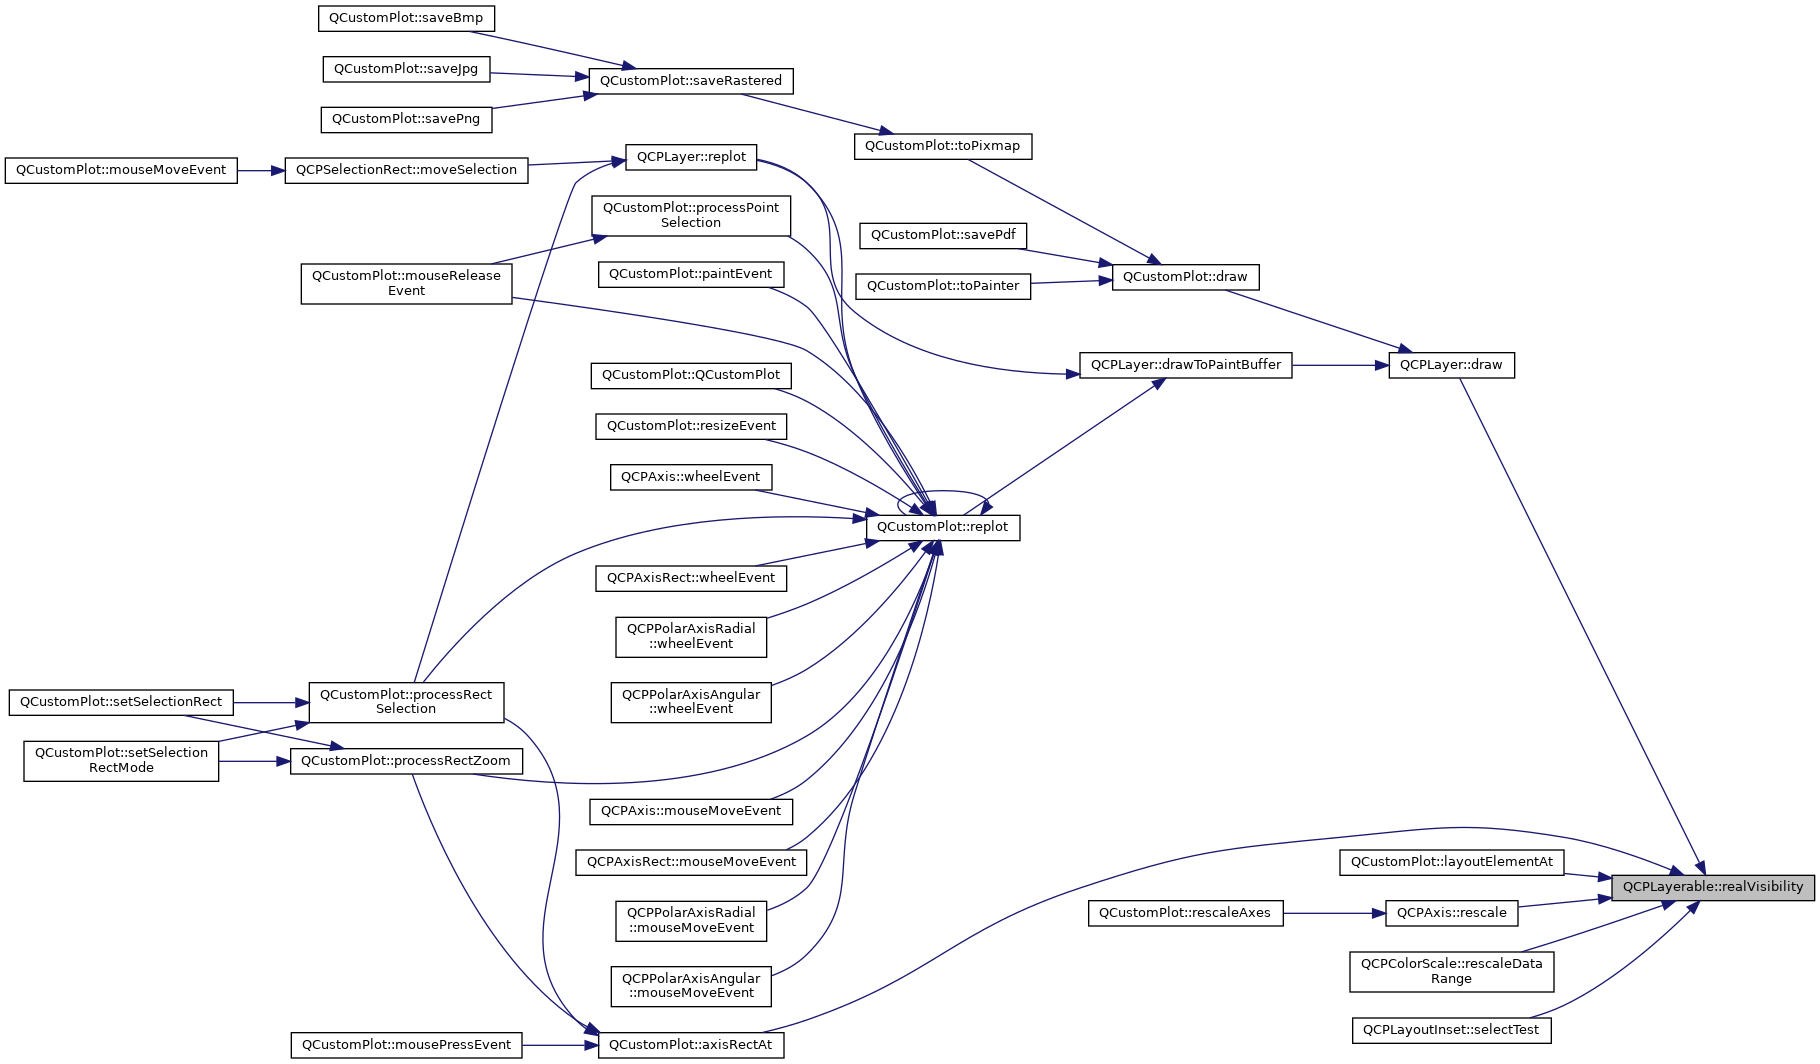 QCustomPlot::saveBmp
QCustomPlot::saveJpg
QCustomPlot::saveRastered
QCustomPlot::savePng
QCustomPlot::toPixmap
QCPLayer::replot
QCustomPlot::mouseMoveEvent
QCPSelectionRect::moveSelection
QCustomPlot::processPoint
Selection
QCustomPlot::savePdf
QCustomPlot::mouseRelease
Event
QCustomPlot::paintEvent
QCustomPlot::toPainter
QCustomPlot::draw
QCPLayer::drawToPaintBuffer
QCPLayer::draw
QCustomPlot::QCustomPlot
QCustomPlot::resizeEvent
QCPAxis::wheelEvent
QCustomPlot::replot
QCPAxisRect::wheelEvent
QCPPolarAxisRadial
::wheelEvent
QCPPolarAxisAngular
::wheelEvent
QCustomPlot::setSelectionRect
QCustomPlot::processRect
Selection
QCustomPlot::setSelection
RectMode
QCustomPlot::processRectZoom
QCPAxis::mouseMoveEvent
QCPAxisRect::mouseMoveEvent
QCustomPlot::layoutElementAt
QCPLayerable::realVisibility
QCPPolarAxisRadial
::mouseMoveEvent
QCustomPlot::rescaleAxes
QCPAxis::rescale
QCPPolarAxisAngular
::mouseMoveEvent
QCPColorScale::rescaleData
Range
QCPLayoutInset::selectTest
QCustomPlot::mousePressEvent
QCustomPlot::axisRectAt